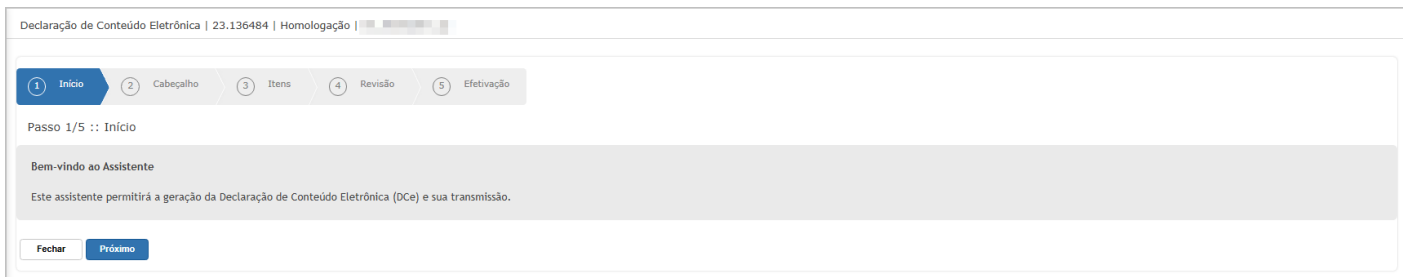 Declaração de Conteúdo Eletrônica | 23.136484 | Homologação |
1 Início 2 Cabeçalho 3 Itens 4 Revisão 5 Efetivação
Passo 1/5 :: Início
Bem-vindo ao Assistente
Este assistente permitirá a geração da Declaração de Conteúdo Eletrônica (DCe) e sua transmissão.
Fechar Próximo